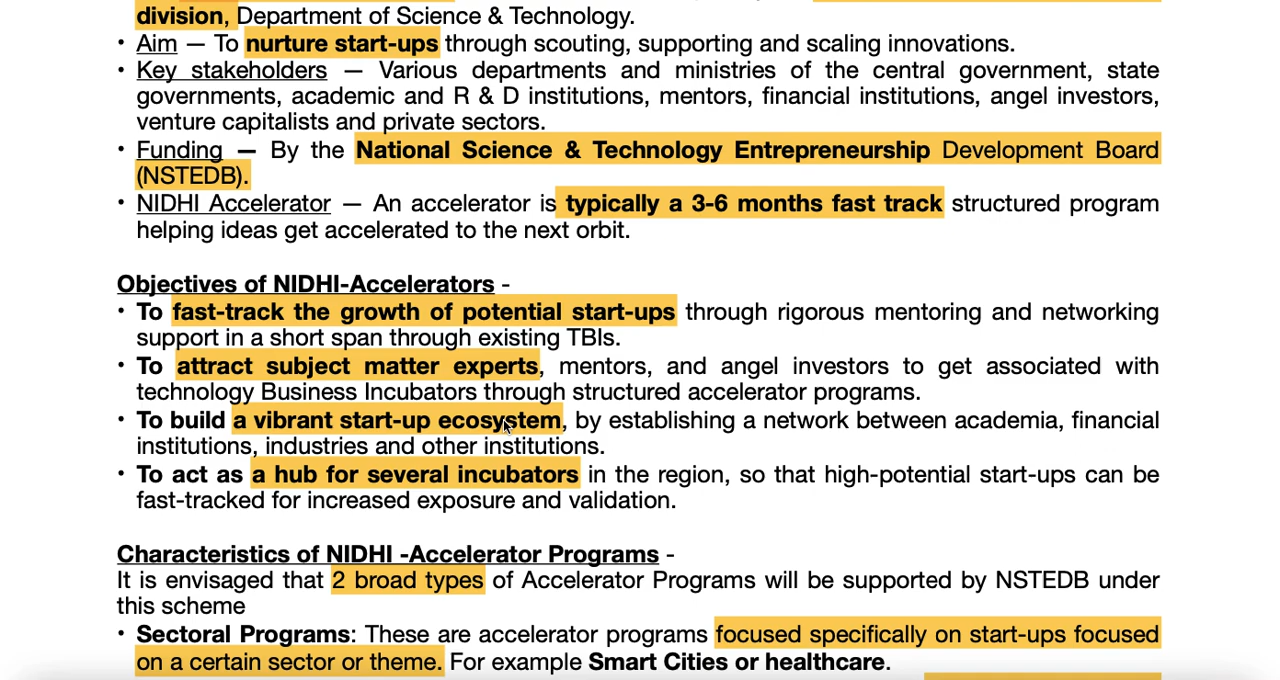 division, Department of Science & Technology.
• Aim — To nurture start-ups through scouting, supporting and scaling innovations.
• Key stakeholders — Various departments and ministries of the central government, state
governments, academic and R & D institutions, mentors, financial institutions, angel investors,
venture capitalists and private sectors.
• Funding — By the National Science & Technology Entrepreneurship Development Board
(NSTEDB).
• NIDHI Accelerator — An accelerator is typically a 3-6 months fast track structured program
helping ideas get accelerated to the next orbit.
Objectives of NIDHI-Accelerators -
• To fast-track the growth of potential start-ups through rigorous mentoring and networking
support in a short span through existing TBIs.
• To attract subject matter experts, mentors, and angel investors to get associated with
technology Business Incubators through structured accelerator programs.
• To build a vibrant start-up ecosystem, by establishing a network between academia, financial
institutions, industries and other institutions.
• To act as a hub for several incubators in the region, so that high-potential start-ups can be
fast-tracked for increased exposure and validation.
Characteristics of NIDHI -Accelerator Programs -
It is envisaged that 2 broad types of Accelerator Programs will be supported by NSTEDB under
this scheme
• Sectoral Programs: These are accelerator programs focused specifically on start-ups focused
on a certain sector or theme. For example Smart Cities or healthcare.